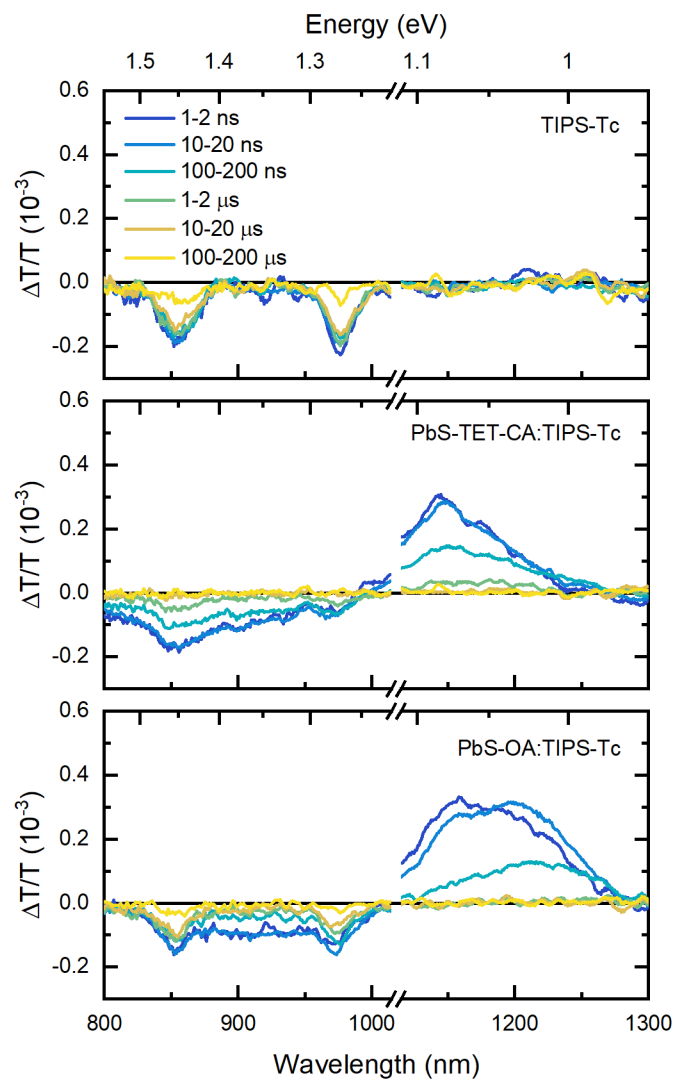 Energy (eV)
1.5 1.4 1.3 1.1 1
0.6
TIPS-Tc
1-2 ns
10-20 ns
100-200 ns
1-2 μs
10-20 μs
100-200 μs
0.4
0.2
0.0
-0.2
ΔT/T (10⁻³)
0.6
PbS-TET-CA:TIPS-Tc
0.4
0.2
0.0
-0.2
ΔT/T (10⁻³)
0.6
PbS-OA:TIPS-Tc
0.4
0.2
0.0
-0.2
ΔT/T (10⁻³)
800 900 1000 1200 1300
Wavelength (nm)